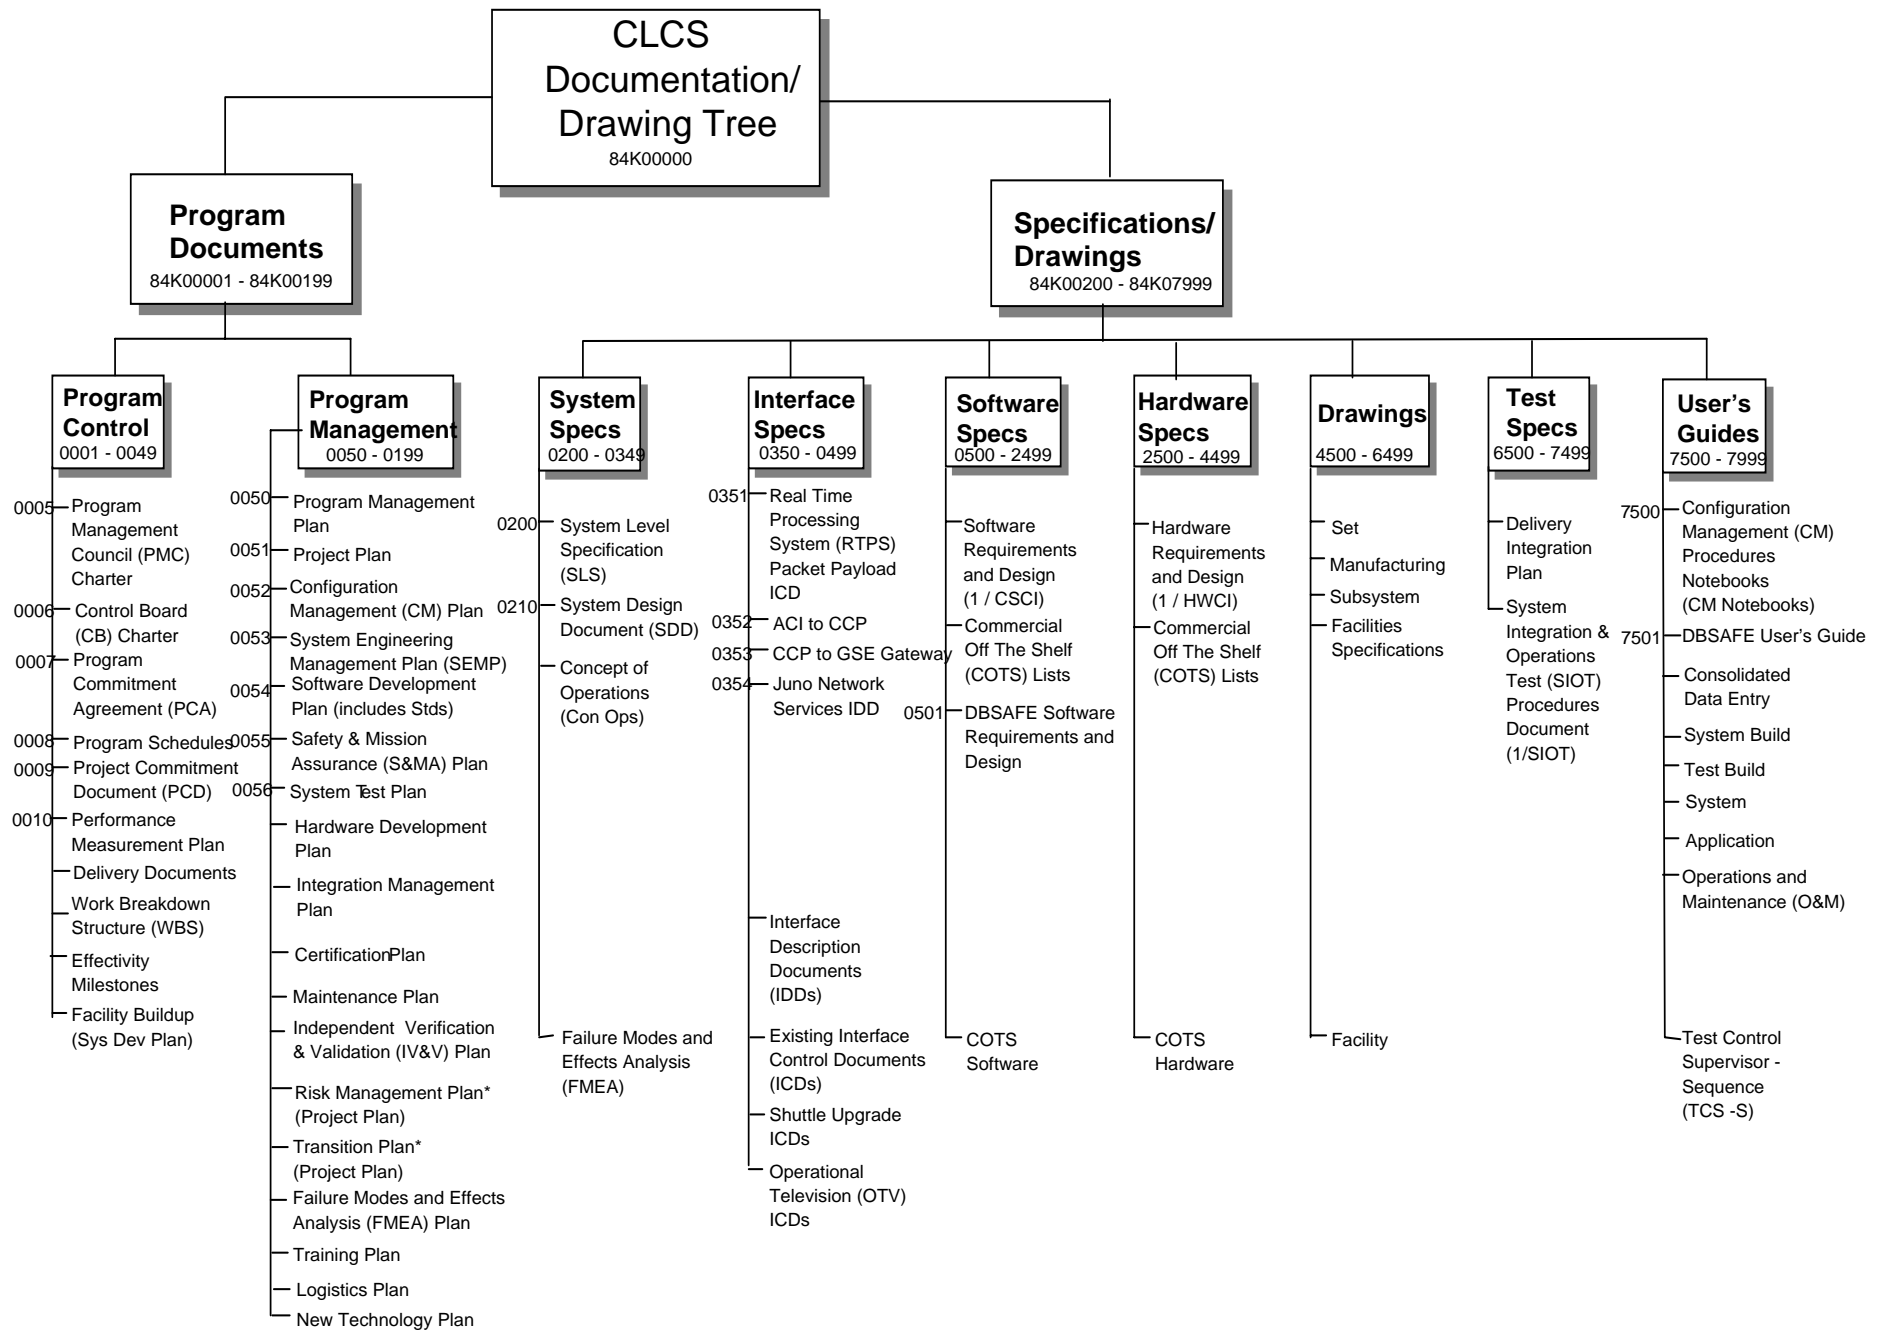 CLCS
Documentation/
Drawing Tree
84K00000
Program
Documents
84K00001 - 84K00199
Specifications/
Drawings
84K00200 - 84K07999
Program
Control
0001 - 0049
0005
Program
Management
Council (PMC)
Charter
0006
Control Board
(CB) Charter
0007
Program
Commitment
Agreement (PCA)
0008
Program Schedules
0009
Project Commitment
Document (PCD)
0010
Performance
Measurement Plan
Delivery Documents
Work Breakdown
Structure (WBS)
Effectivity
Milestones
Facility Buildup
(Sys Dev Plan)
Program
Management
0050 - 0199
0050
Program Management
Plan
0051
Project Plan
0052
Configuration
Management (CM) Plan
0053
System Engineering
Management Plan (SEMP)
0054
Software Development
Plan (includes Stds)
0055
Safety & Mission
Assurance (S&MA) Plan
0056
System Test Plan
Hardware Development
Plan
Integration Management
Plan
Certification Plan
Maintenance Plan
Independent Verification
& Validation (IV&V) Plan
Risk Management Plan*
(Project Plan)
Transition Plan*
(Project Plan)
Failure Modes and Effects
Analysis (FMEA) Plan
Training Plan
Logistics Plan
New Technology Plan
System
Specs
0200 - 0349
0200
System Level
Specification
(SLS)
0210
System Design
Document (SDD)
Concept of
Operations
(Con Ops)
Failure Modes and
Effects Analysis
(FMEA)
Interface
Specs
0350 - 0499
0351
Real Time
Processing
System (RTPS)
Packet Payload
ICD
0352
ACI to CCP
0353
CCP to GSE Gateway
0354
Juno Network
Services IDD
Interface
Description
Documents
(IDDs)
Existing Interface
Control Documents
(ICDs)
Shuttle Upgrade
ICDs
Operational
Television (OTV)
ICDs
Software
Specs
0500 - 2499
Software
Requirements
and Design
(1 / CSCI)
Commercial
Off The Shelf
(COTS) Lists
0501
DBSAFE Software
Requirements and
Design
COTS
Software
Hardware
Specs
2500 - 4499
Hardware
Requirements
and Design
(1 / HWCI)
Commercial
Off The Shelf
(COTS) Lists
COTS
Hardware
Drawings
4500 - 6499
Set
Manufacturing
Subsystem
Facilities
Specifications
Facility
Test
Specs
6500 - 7499
Delivery
Integration
Plan
System
Integration &
Operations
Test (SIOT)
Procedures
Document
(1/SIOT)
User’s
Guides
7500 - 7999
7500
Configuration
Management (CM)
Procedures
Notebooks
(CM Notebooks)
7501
DBSAFE User’s Guide
Consolidated
Data Entry
System Build
Test Build
System
Application
Operations and
Maintenance (O&M)
Test Control
Supervisor -
Sequence
(TCS -S)